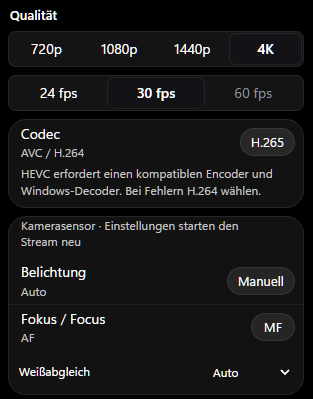 Qualität
720p 1080p 1440p 4K
24 fps 30 fps 60 fps
Codec
AVC / H.264
H.265
HEVC erfordert einen kompatiblen Encoder und
Windows-Decoder. Bei Fehlern H.264 wählen.
Kamerasensor · Einstellungen starten den
Stream neu
Belichtung
Auto
Manuell
Fokus / Focus
AF
MF
Weißabgleich Auto